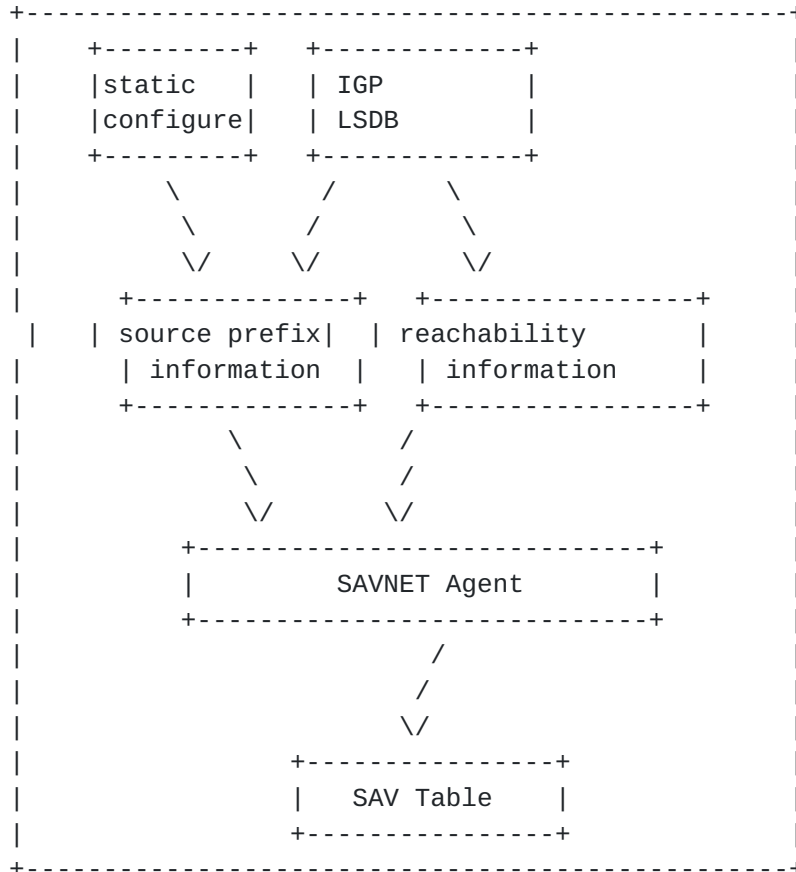 static IGP
configure LSDB
source prefix reachability
information information
SAVNET Agent
SAV Table